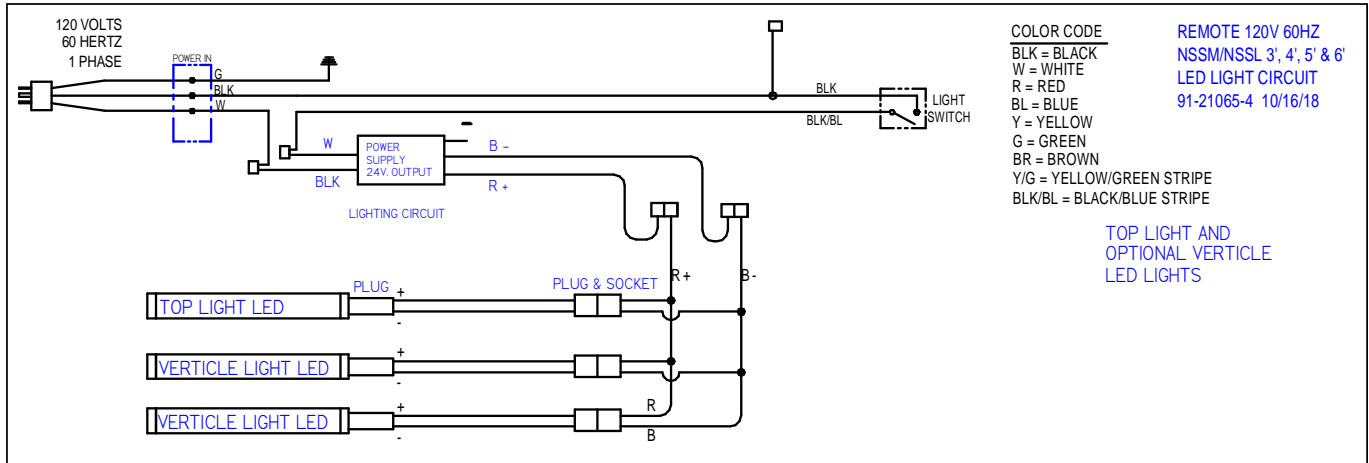 120 VOLTS
60 HERTZ
1 PHASE
POWER IN
G
BLK
W
BLK
BLK/BL
LIGHT
SWITCH
W
BLK
POWER
SUPPLY
24V. OUTPUT
B -
R +
LIGHTING CIRCUIT
R +
B-
PLUG
PLUG & SOCKET
TOP LIGHT LED
+
-
VERTICLE LIGHT LED
+
-
VERTICLE LIGHT LED
+
-
R
B
COLOR CODE
BLK = BLACK
W = WHITE
R = RED
BL = BLUE
Y = YELLOW
G = GREEN
BR = BROWN
Y/G = YELLOW/GREEN STRIPE
BLK/BL = BLACK/BLUE STRIPE
REMOTE 120V 60HZ
NSSM/NSSL 3', 4', 5' & 6'
LED LIGHT CIRCUIT
91-21065-4 10/16/18
TOP LIGHT AND
OPTIONAL VERTICLE
LED LIGHTS